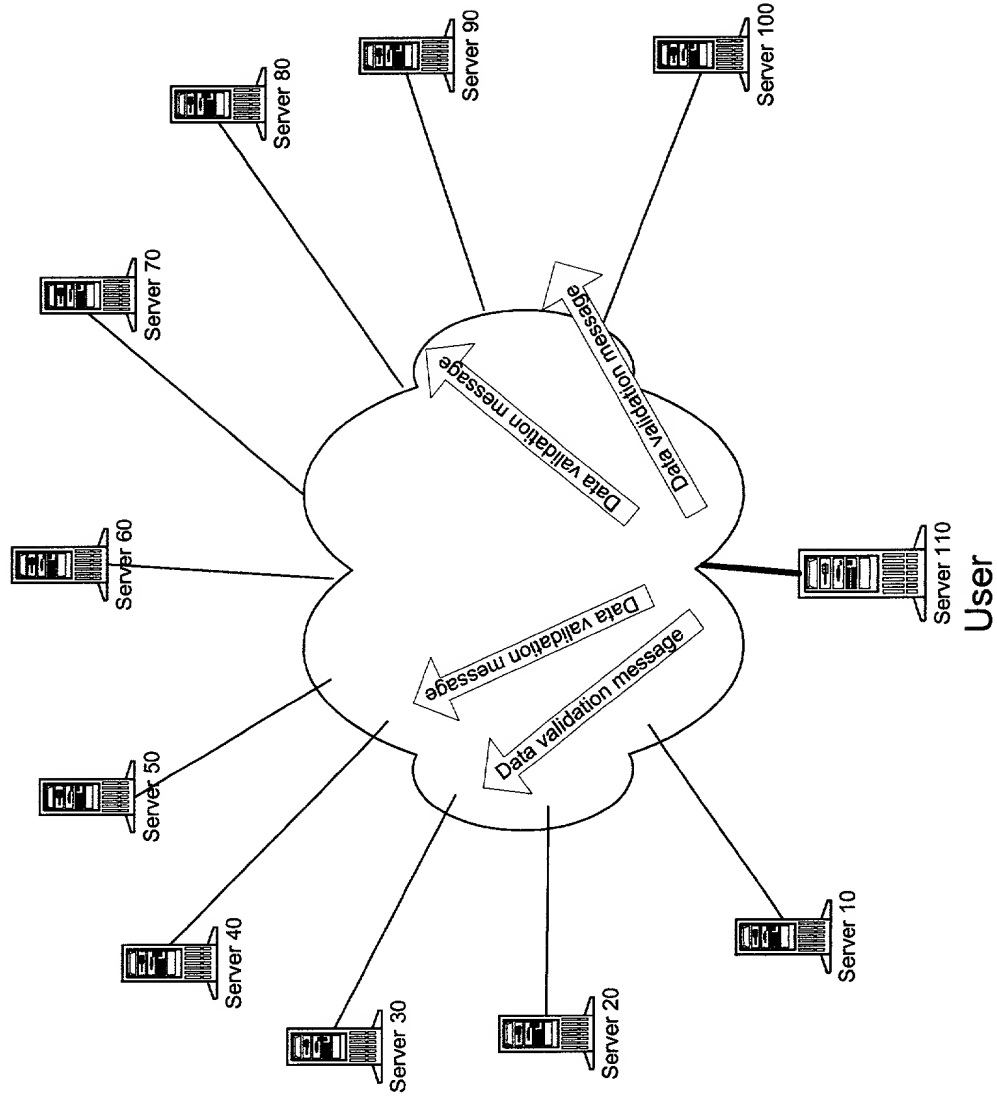 Server 10
Server 20
Server 30
Server 40
Server 50
Server 60
Server 70
Server 80
Server 90
Server 100
Data validation message
Data validation message
Data validation message
Data validation message
Server 110
User